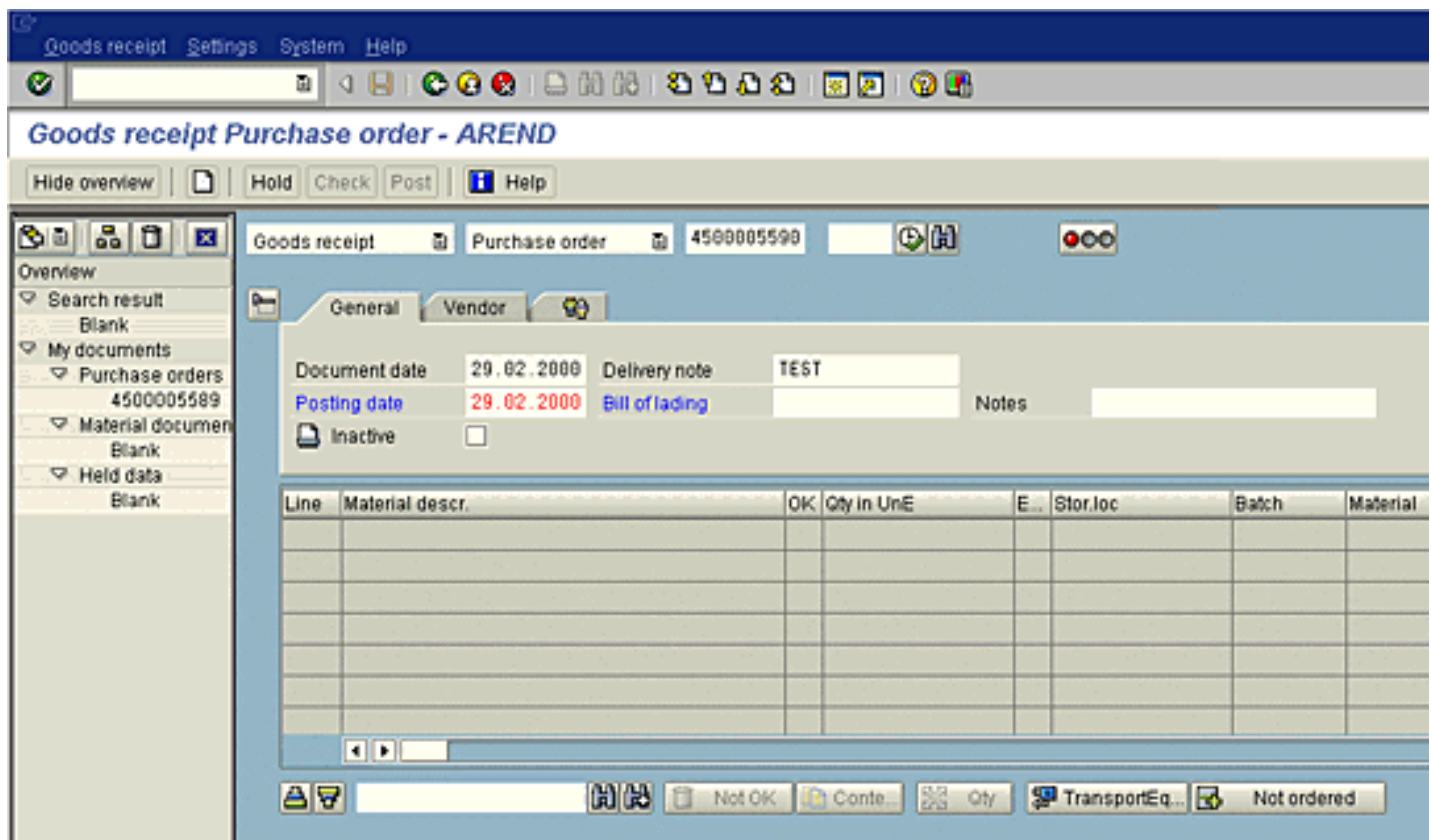 Goods receipt Settings System Help
Goods receipt Purchase order - AREND
Hide overview Hold Check Post Help
Goods receipt Purchase order 4500005590
Overview
Search result
Blank
My documents
Purchase orders
4500005589
Material documen
Blank
Held data
Blank
General Vendor
Document date 29.02.2000 Delivery note TEST
Posting date 29.02.2000 Bill of lading Notes
Inactive
Line Material descr. OK Qty in UnE E... Stor.loc Batch Material
Not OK Conte... Qty TransportEq... Not ordered